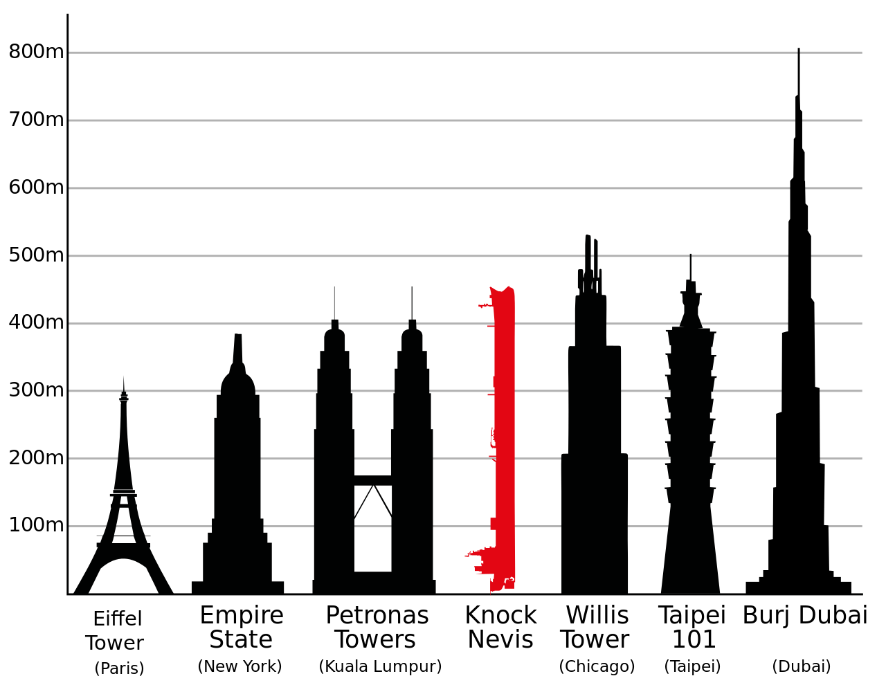 800m
700m
600m
500m
400m
300m
200m
100m
Eiffel
Tower
(Paris)
Empire
State
(New York)
Petronas
Towers
(Kuala Lumpur)
Knock
Nevis
Willis
Tower
(Chicago)
Taipei
101
(Taipei)
Burj Dubai
(Dubai)